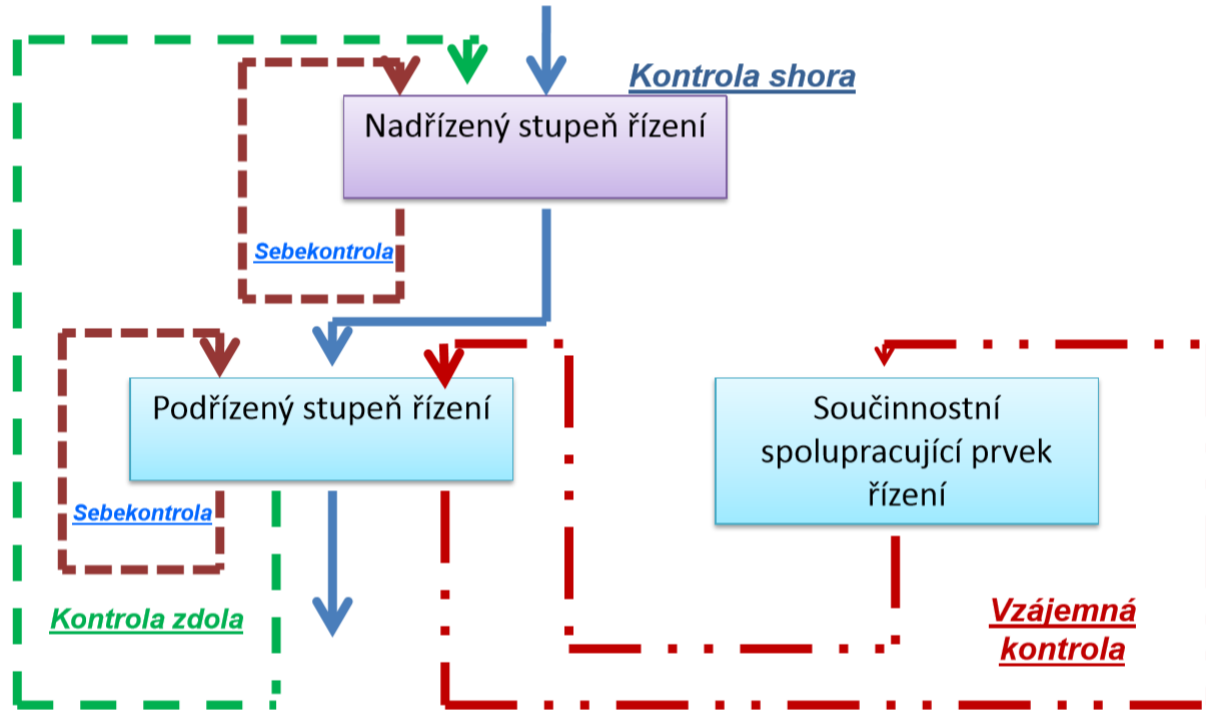 Kontrola shora
Nadřízený stupeň řízení
Sebekontrola
Podřízený stupeň řízení
Součinnostní
spolupracující prvek
řízení
Sebekontrola
Kontrola zdola
Vzájemná
kontrola